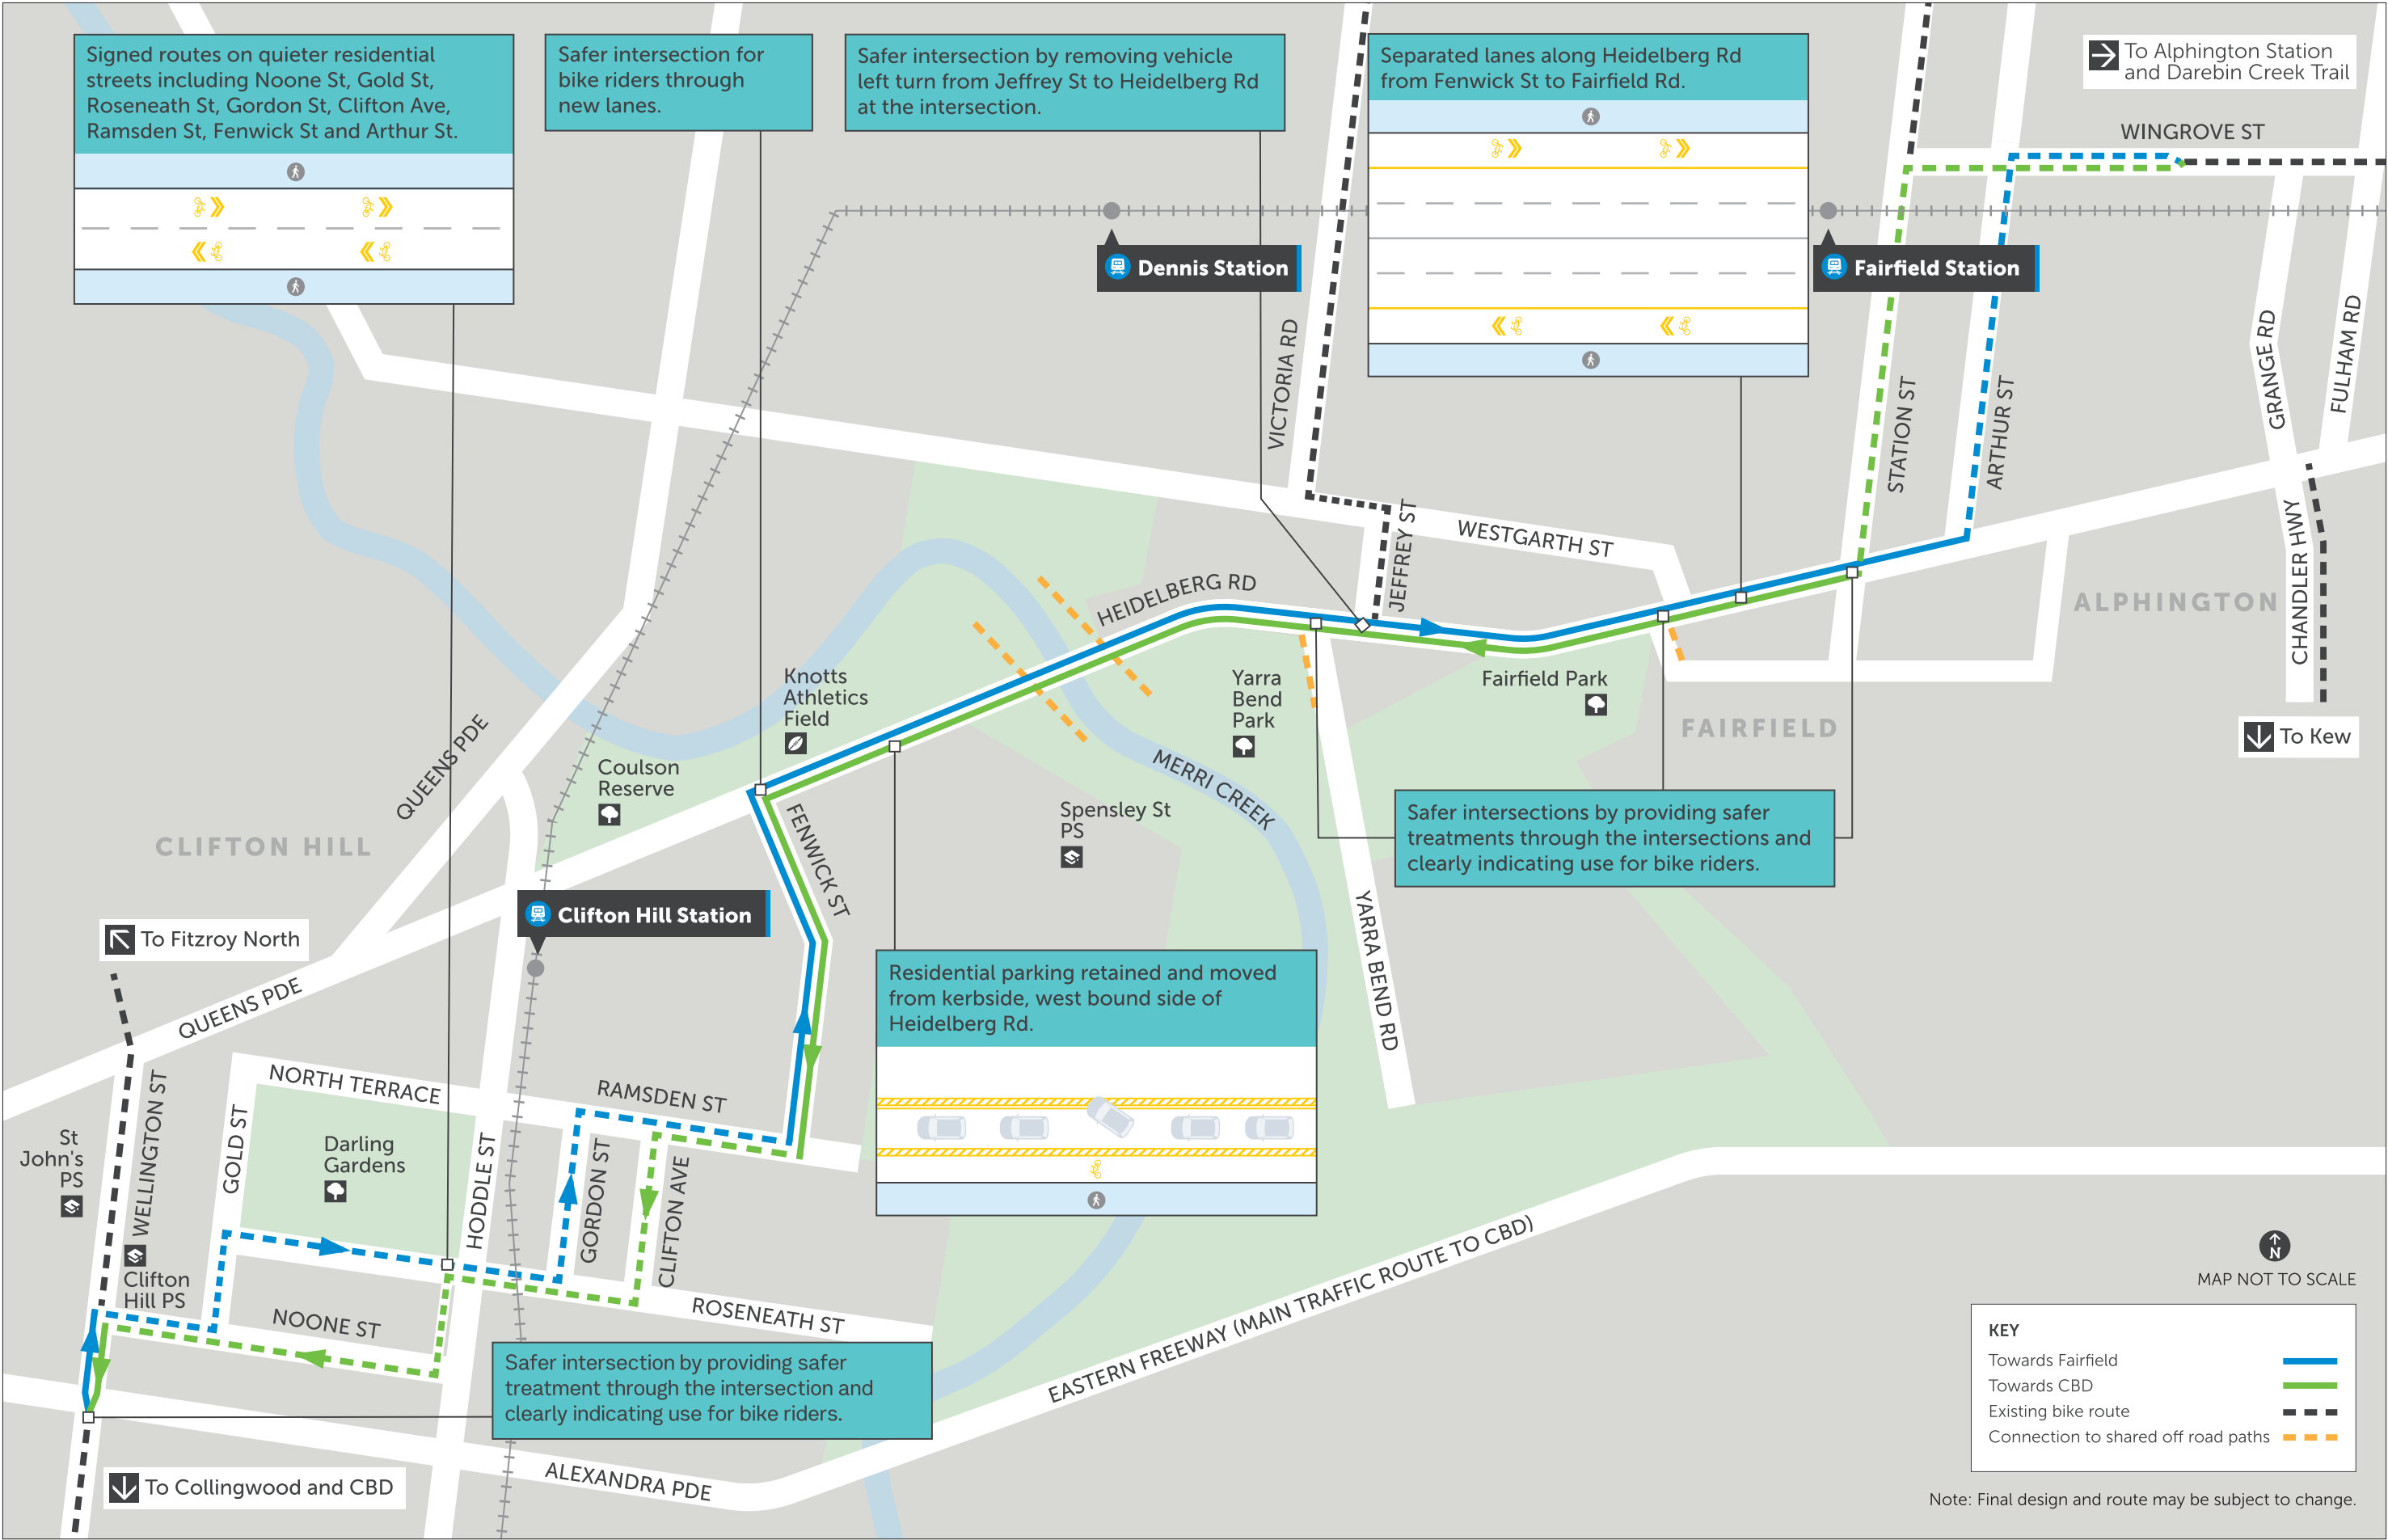 Signed routes on quieter residential
streets including Noone St, Gold St,
Roseneath St, Gordon St, Clifton Ave,
Ramsden St, Fenwick St and Arthur St.
Safer intersection for
bike riders through
new lanes.
Safer intersection by removing vehicle
left turn from Jeffrey St to Heidelberg Rd
at the intersection.
Separated lanes along Heidelberg Rd
from Fenwick St to Fairfield Rd.
To Alphington Station
and Darebin Creek Trail
WINGROVE ST
Dennis Station
Fairfield Station
VICTORIA RD
STATION ST
ARTHUR ST
GRANGE RD
FULHAM RD
WESTGARTH ST
JEFFREY ST
HEIDELBERG RD
CHANDLER HWY
ALPHINGTON
Knotts
Athletics
Field
Yarra
Bend
Park
Fairfield Park
FAIRFIELD
To Kew
QUEENS PDE
Coulson
Reserve
MERRI CREEK
Spensley St
PS
FENWICK ST
CLIFTON HILL
Safer intersections by providing safer
treatments through the intersections and
clearly indicating use for bike riders.
Clifton Hill Station
To Fitzroy North
YARRA BEND RD
QUEENS PDE
Residential parking retained and moved
from kerbside, west bound side of
Heidelberg Rd.
NORTH TERRACE
RAMSDEN ST
WELLINGTON ST
GOLD ST
St
John's
PS
Darling
Gardens
HODDLE ST
GORDON ST
CLIFTON AVE
Clifton
Hill PS
NOONE ST
ROSENEATH ST
EASTERN FREEWAY (MAIN TRAFFIC ROUTE TO CBD)
Safer intersection by providing safer
treatment through the intersection and
clearly indicating use for bike riders.
To Collingwood and CBD
ALEXANDRA PDE
N
MAP NOT TO SCALE
KEY
Towards Fairfield
Towards CBD
Existing bike route
Connection to shared off road paths
Note: Final design and route may be subject to change.